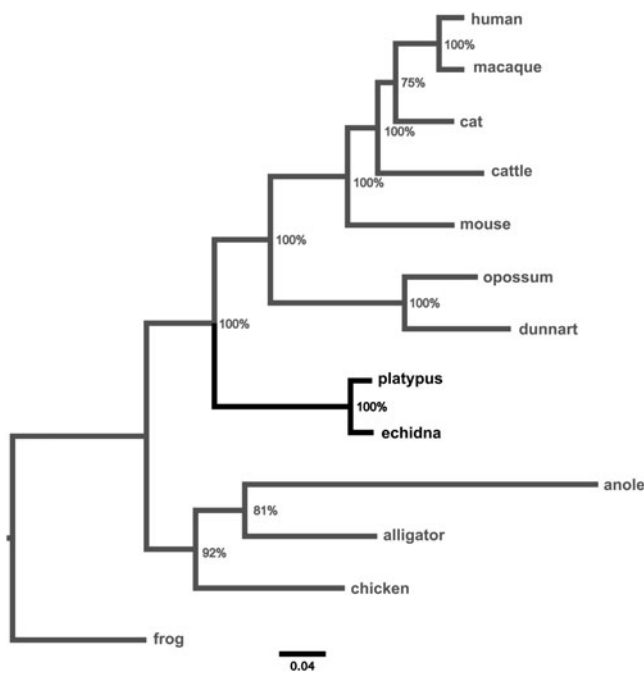 human
100%
macaque
75%
cat
100%
cattle
100%
mouse
100%
opossum
100%
dunnart
100%
platypus
100%
echidna
anole
81%
alligator
92%
chicken
frog
0.04